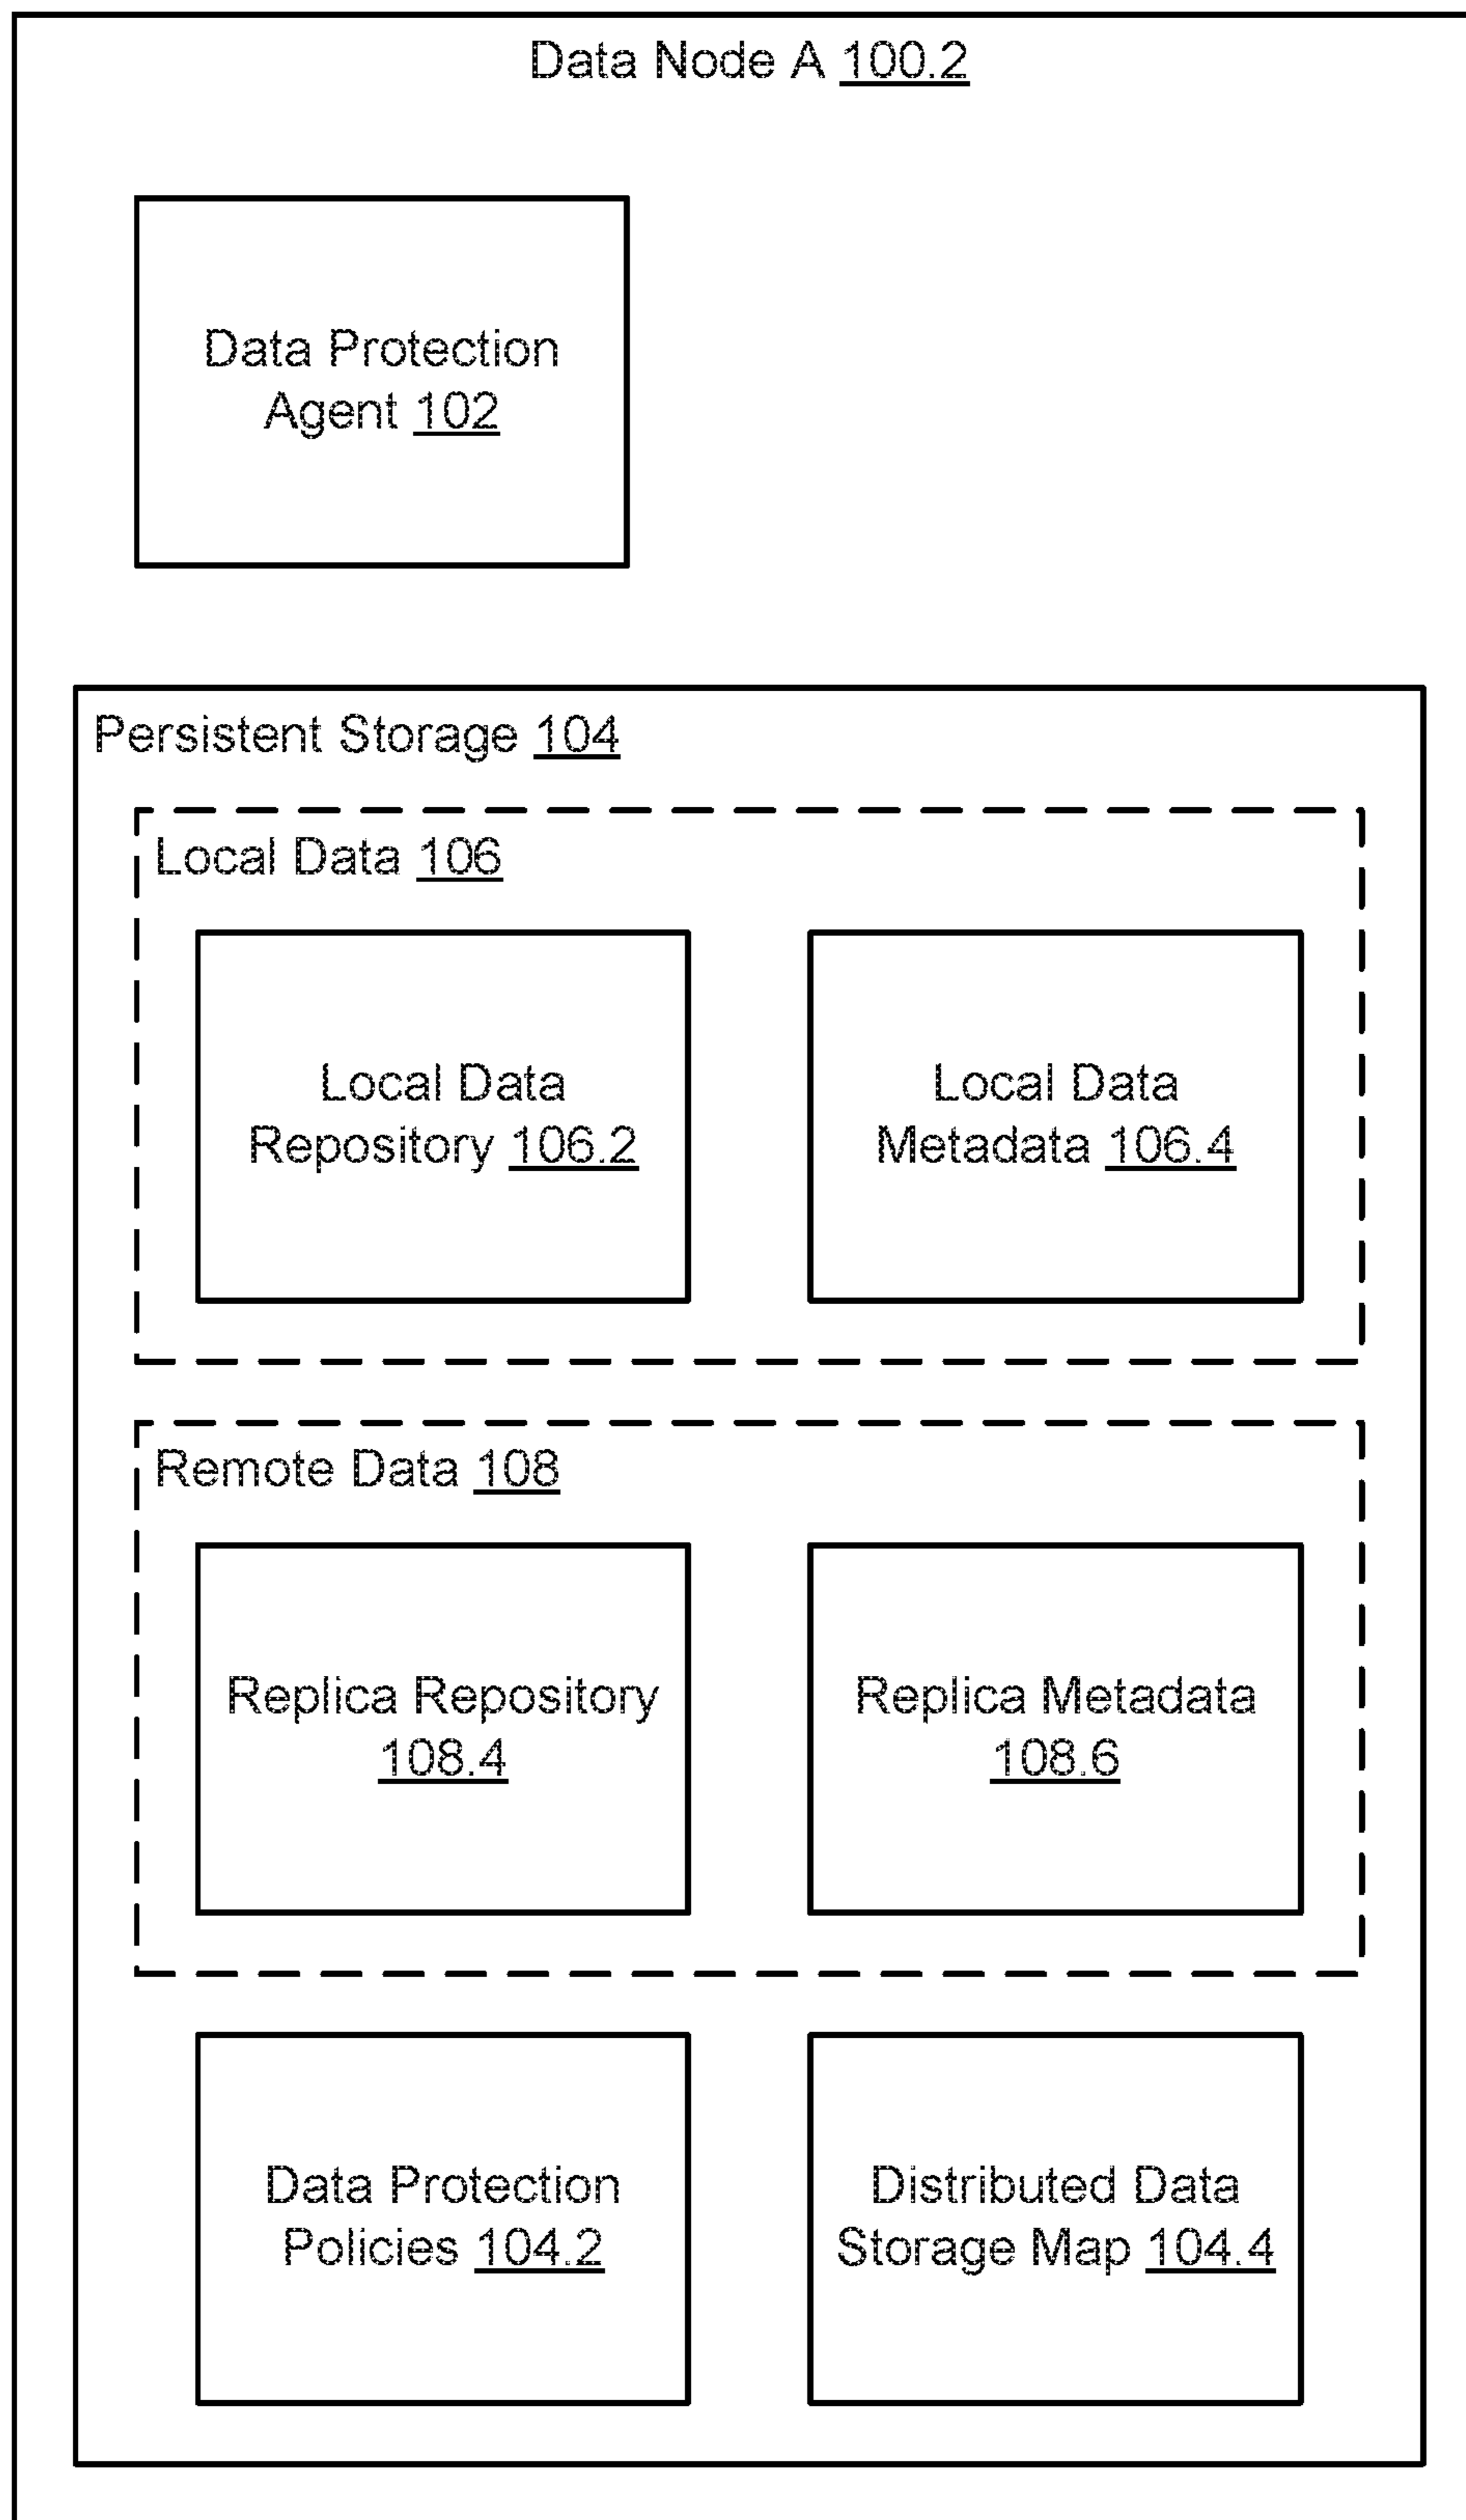 Data Node A 100.2
Data Protection
Agent 102
Persistent Storage 104
Local Data 106
Local Data
Repository 106.2
Local Data
Metadata 106.4
Remote Data 108
Replica Repository
108.4
Replica Metadata
108.6
Data Protection
Policies 104.2
Distributed Data
Storage Map 104.4